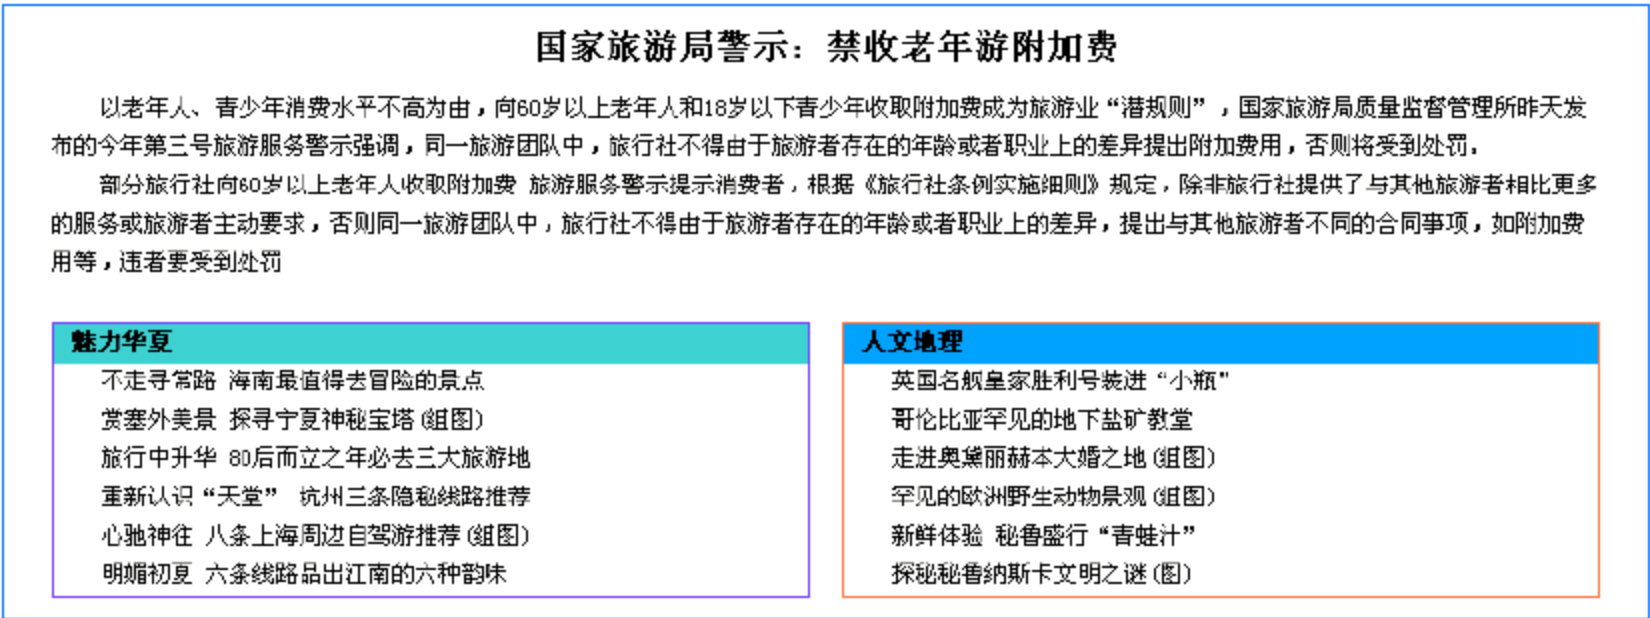 国家旅游局警示：禁收老年游附加费
以老年人、青少年消费水平不高为由，向60岁以上老年人和18岁以下青少年收取附加费成为旅游业“潜规则”，国家旅游局质量监督管理所昨天发
布的今年第三号旅游服务警示强调，同一旅游团队中，旅行社不得由于旅游者存在的年龄或者职业上的差异提出附加费用，否则将受到处罚。
部分旅行社向60岁以上老年人收取附加费 旅游服务警示提示消费者，根据《旅行社条例实施细则》规定，除非旅行社提供了与其他旅游者相比更多
的服务或旅游者主动要求，否则同一旅游团队中，旅行社不得由于旅游者存在的年龄或者职业上的差异，提出与其他旅游者不同的合同事项，如附加费
用等，违者要受到处罚
魅力华夏
不走寻常路 海南最值得去冒险的景点
赏塞外美景 探寻宁夏神秘宝塔(组图)
旅行中升华 80后而立之年必去三大旅游地
重新认识“天堂” 杭州三条隐秘线路推荐
心驰神往 八条上海周边自驾游推荐(组图)
明媚初夏 六条线路品出江南的六种韵味
人文地理
英国名舰皇家胜利号装进“小瓶”
哥伦比亚罕见的地下盐矿教堂
走进奥黛丽赫本大婚之地(组图)
罕见的欧洲野生动物景观(组图)
新鲜体验 秘鲁盛行“青蛙汁”
探秘秘鲁纳斯卡文明之谜(图)